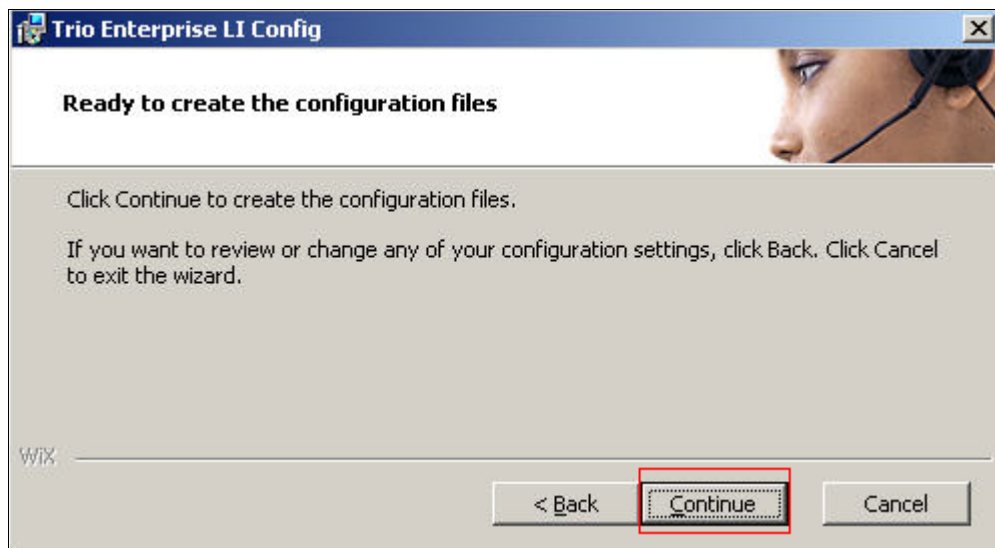 Trio Enterprise LI Config
Ready to create the configuration files
Click Continue to create the configuration files.
If you want to review or change any of your configuration settings, click Back. Click Cancel
to exit the wizard.
WiX
< Back Continue Cancel